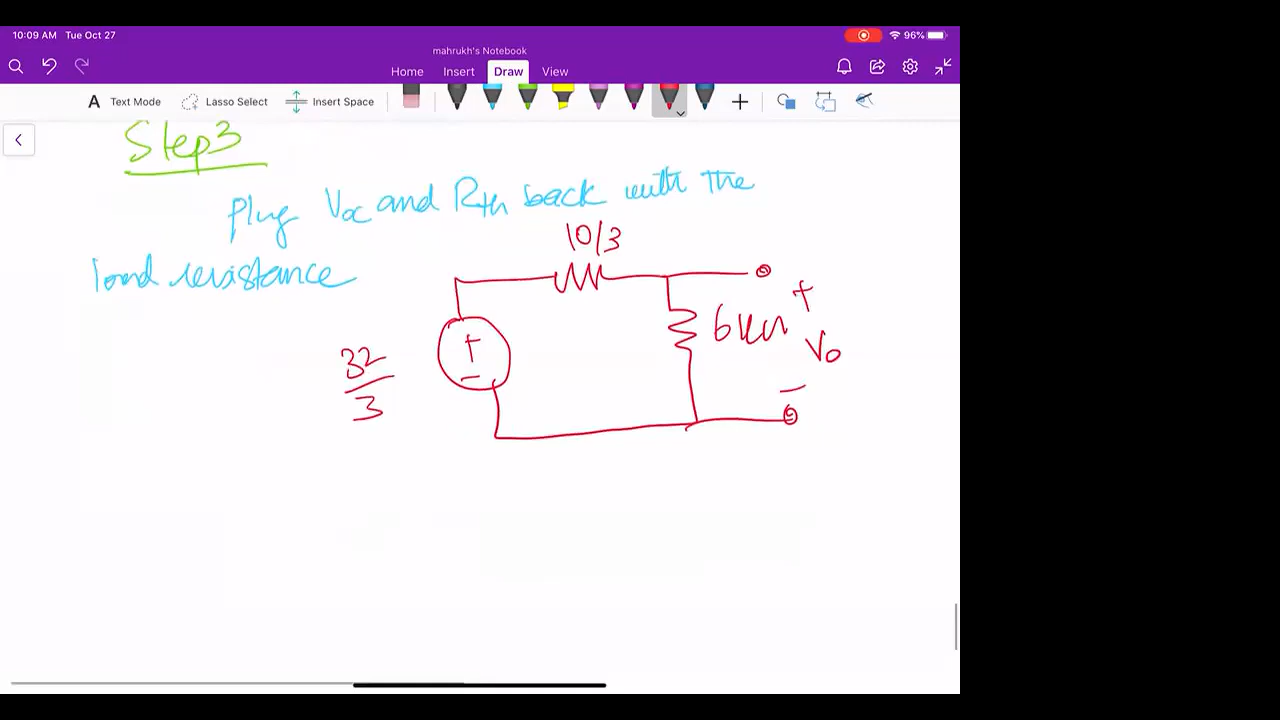 10:09 AM Tue Oct 27
96%
mahrukh's Notebook
Home Insert Draw View
Text Mode Lasso Select Insert Space
Step3
Plug Voc and Rth back with the
load resistance
10/3
6kΩ
+
Vo
-
+
-
32
3